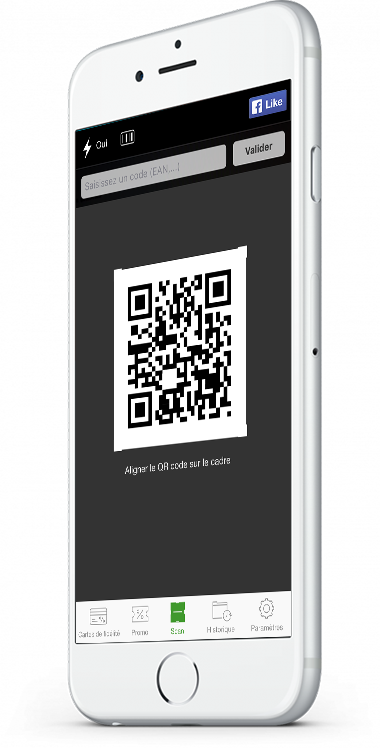 Like
Oui
Saisissez un code (EAN,...)
Valider
Aligner le QR code sur le cadre
Cartes de fidelité
Promo
Scan
Historique
Paramètres